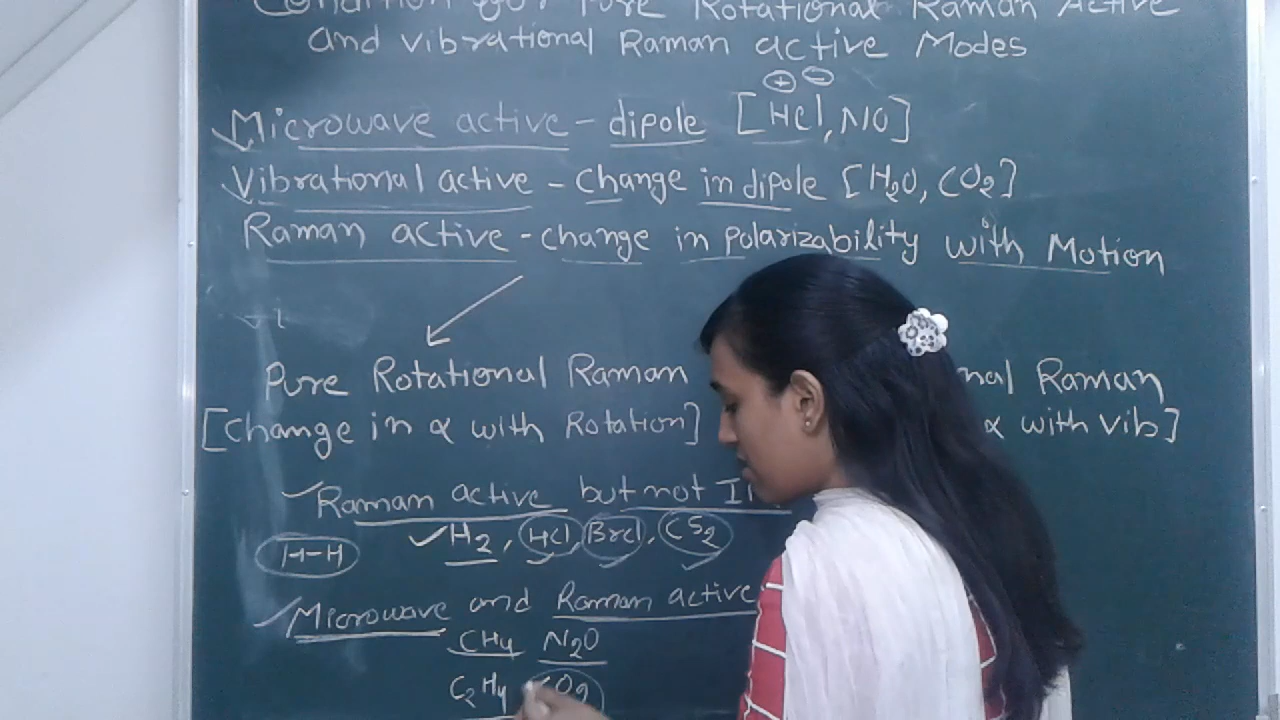 Condition for Pure Rotational Raman Active
and vibrational Raman active Modes
⊕ ⊖
Microwave active - dipole [HCl, NO]
Vibrational active - change in dipole [H₂O, CO₂]
Raman active - change in polarizability with Motion
Pure Rotational Raman nal Raman
[change in α with Rotation] α with vib]
Raman active but not I
H-H H₂, HCl, BrCl, CS₂
Microwave and Raman active
CH₄ N₂O
C₂H₄ CO₂